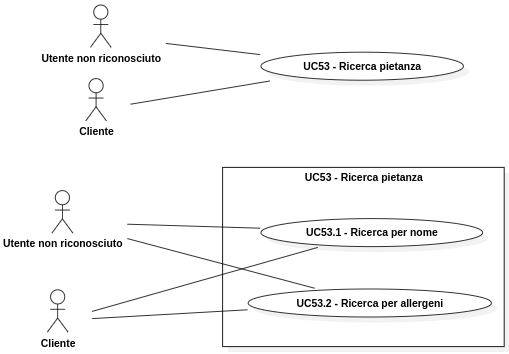 Utente non riconosciuto
UC53 - Ricerca pietanza
Cliente
UC53 - Ricerca pietanza
Utente non riconosciuto
UC53.1 - Ricerca per nome
UC53.2 - Ricerca per allergeni
Cliente